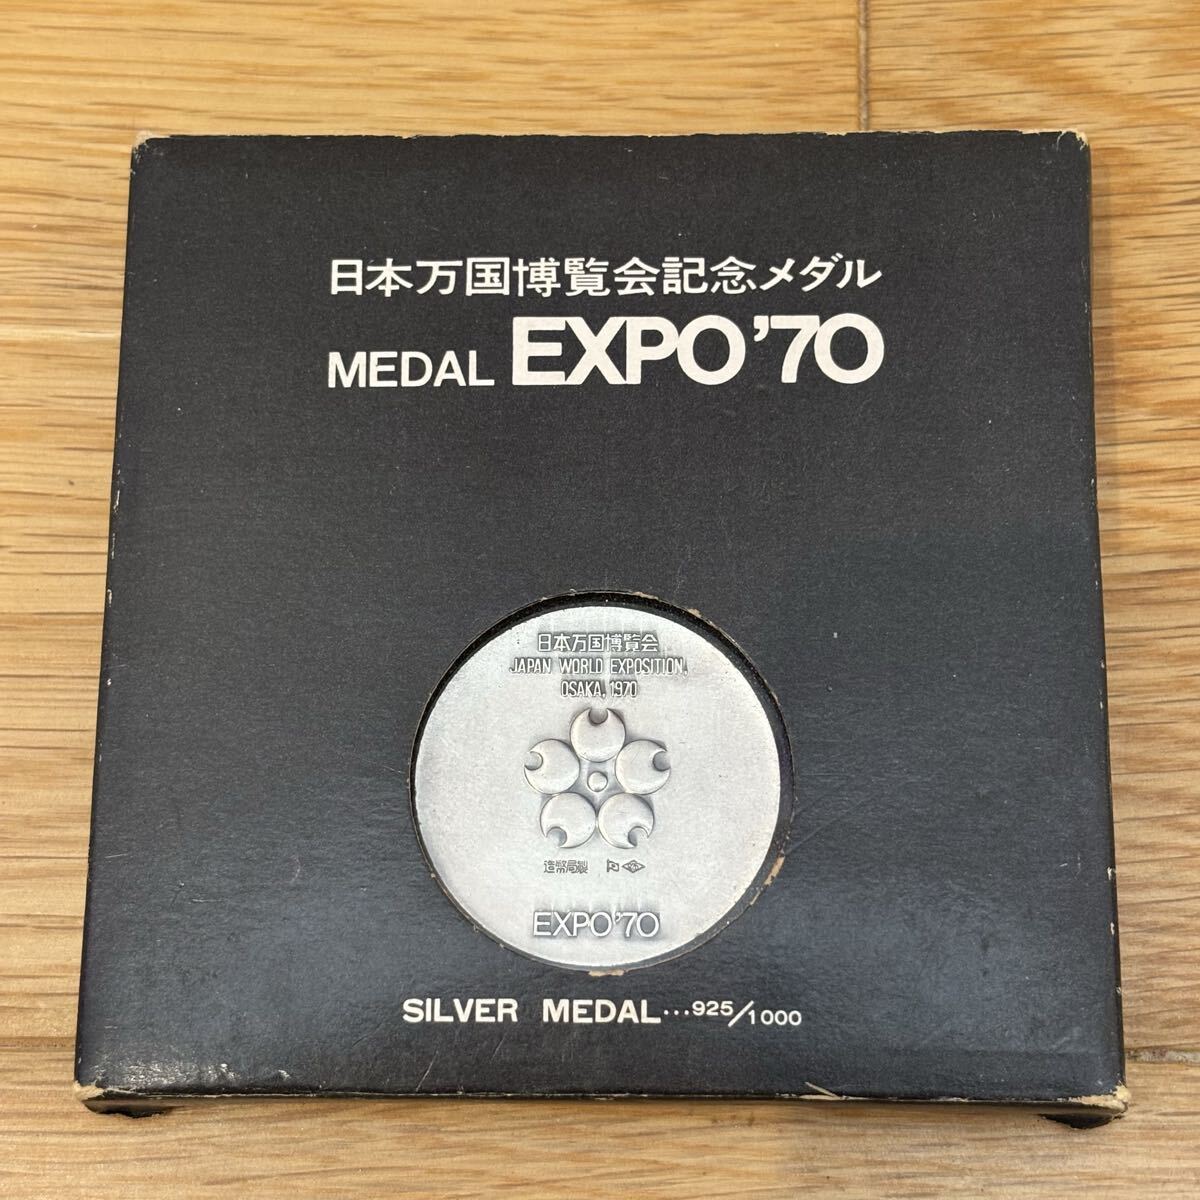 日本万国博覧会記念メダル
MEDAL EXPO'70
日本万国博覧会
JAPAN WORLD EXPOSITION,
OSAKA, 1970
造幣局製
EXPO'70
SILVER MEDAL...925/1000